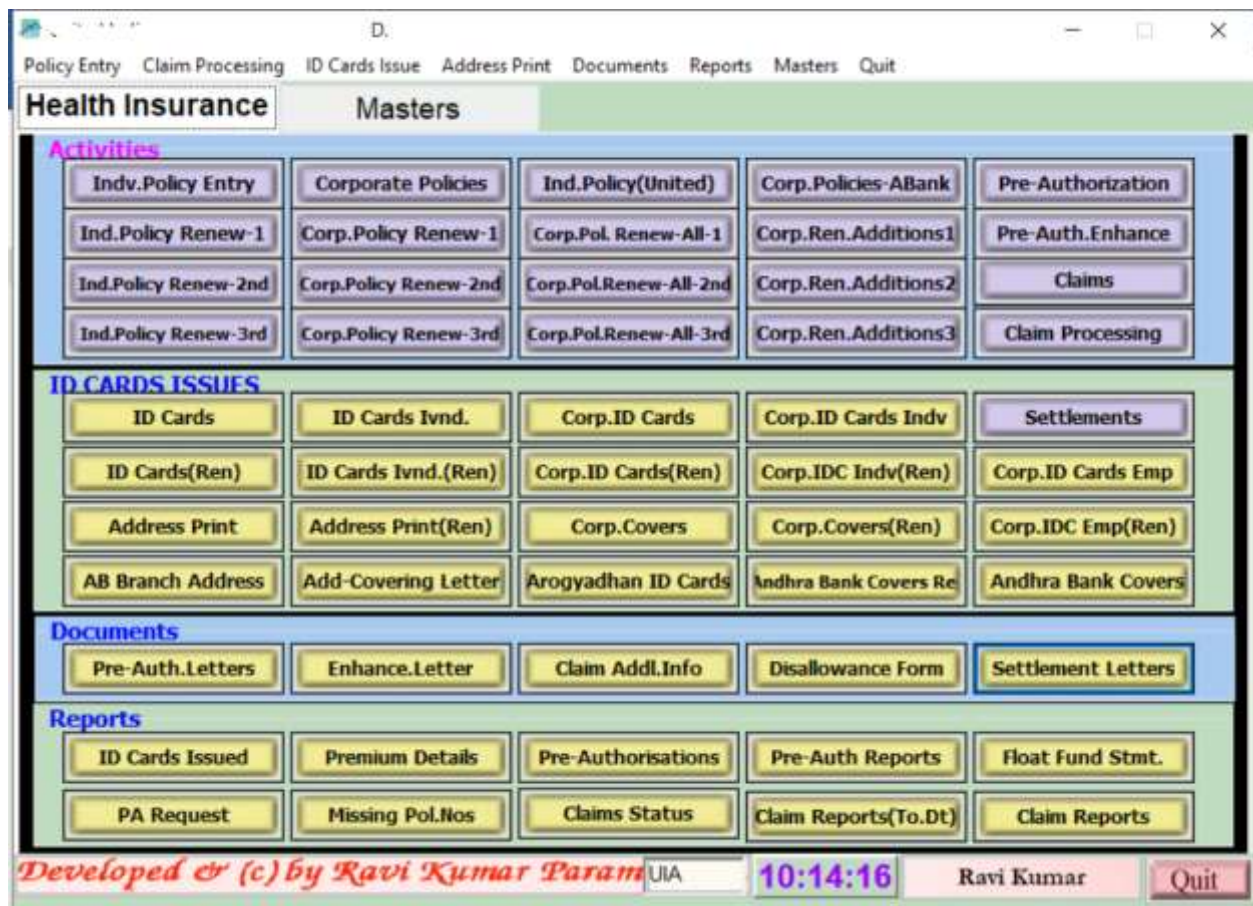 D.
Policy Entry Claim Processing ID Cards Issue Address Print Documents Reports Masters Quit
Health Insurance Masters
Activities
Indv.Policy Entry Corporate Policies Ind.Policy(United) Corp.Policies-ABank Pre-Authorization
Ind.Policy Renew-1 Corp.Policy Renew-1 Corp.Pol. Renew-All-1 Corp.Ren.Additions1 Pre-Auth.Enhance
Ind.Policy Renew-2nd Corp.Policy Renew-2nd Corp.Pol.Renew-All-2nd Corp.Ren.Additions2 Claims
Ind.Policy Renew-3rd Corp.Policy Renew-3rd Corp.Pol.Renew-All-3rd Corp.Ren.Additions3 Claim Processing
ID CARDS ISSUES
ID Cards ID Cards Ivnd. Corp.ID Cards Corp.ID Cards Indv Settlements
ID Cards(Ren) ID Cards Ivnd.(Ren) Corp.ID Cards(Ren) Corp.IDC Indv(Ren) Corp.ID Cards Emp
Address Print Address Print(Ren) Corp.Covers Corp.Covers(Ren) Corp.IDC Emp(Ren)
AB Branch Address Add-Covering Letter Arogyadhan ID Cards Andhra Bank Covers Re Andhra Bank Covers
Documents
Pre-Auth.Letters Enhance.Letter Claim Addl.Info Disallowance Form Settlement Letters
Reports
ID Cards Issued Premium Details Pre-Authorisations Pre-Auth Reports Float Fund Stmt.
PA Request Missing Pol.Nos Claims Status Claim Reports(To.Dt) Claim Reports
Developed & (c) by Ravi Kumar Param UIA 10:14:16 Ravi Kumar Quit